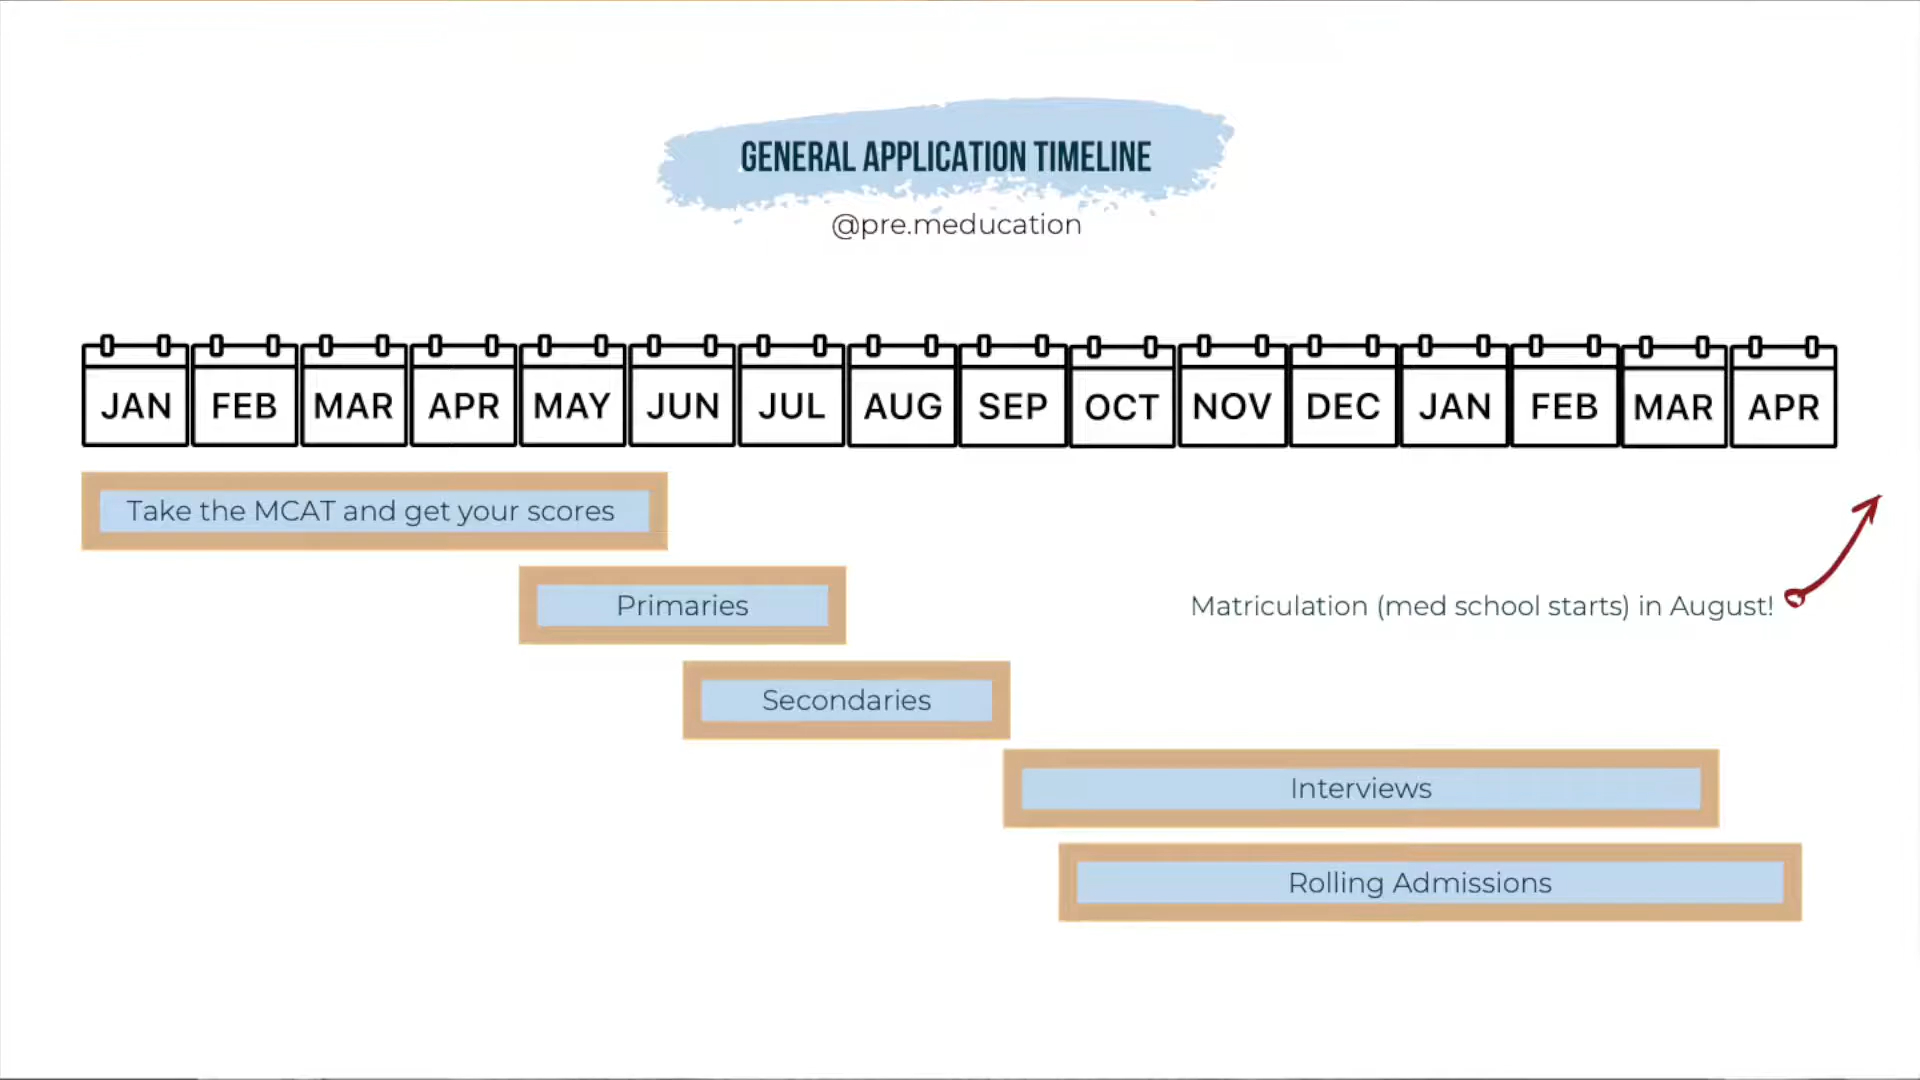 GENERAL APPLICATION TIMELINE
@pre.meducation
JAN FEB MAR APR MAY JUN JUL AUG SEP OCT NOV DEC JAN FEB MAR APR
Take the MCAT and get your scores
Primaries
Matriculation (med school starts) in August!
Secondaries
Interviews
Rolling Admissions